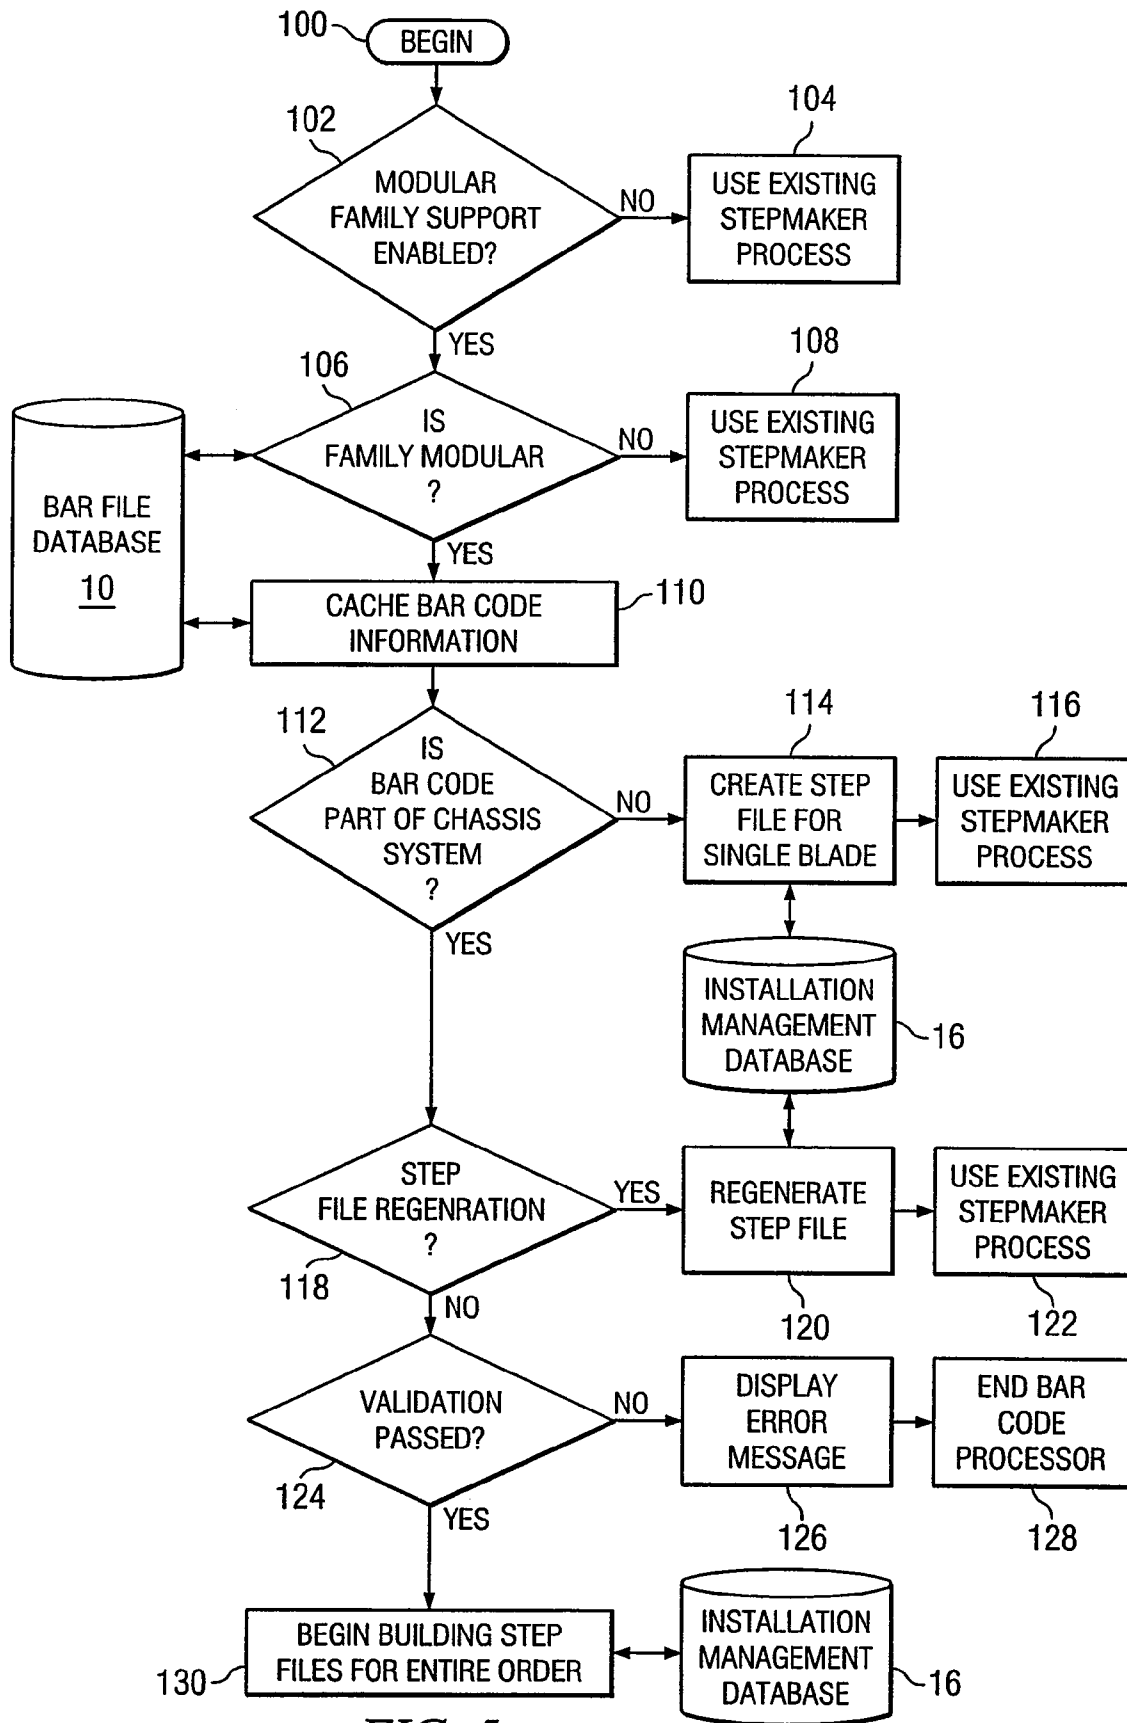 100
BEGIN
102
MODULAR
FAMILY SUPPORT
ENABLED?
NO
104
USE EXISTING
STEPMAKER
PROCESS
YES
106
IS
FAMILY MODULAR
?
NO
108
USE EXISTING
STEPMAKER
PROCESS
BAR FILE
DATABASE
10
YES
CACHE BAR CODE
INFORMATION
110
112
IS
BAR CODE
PART OF CHASSIS
SYSTEM
?
NO
114
CREATE STEP
FILE FOR
SINGLE BLADE
116
USE EXISTING
STEPMAKER
PROCESS
YES
INSTALLATION
MANAGEMENT
DATABASE
16
STEP
FILE REGENRATION
?
118
YES
REGENERATE
STEP FILE
120
USE EXISTING
STEPMAKER
PROCESS
122
NO
VALIDATION
PASSED?
124
NO
DISPLAY
ERROR
MESSAGE
126
END BAR
CODE
PROCESSOR
128
YES
BEGIN BUILDING STEP
FILES FOR ENTIRE ORDER
130
INSTALLATION
MANAGEMENT
DATABASE
16